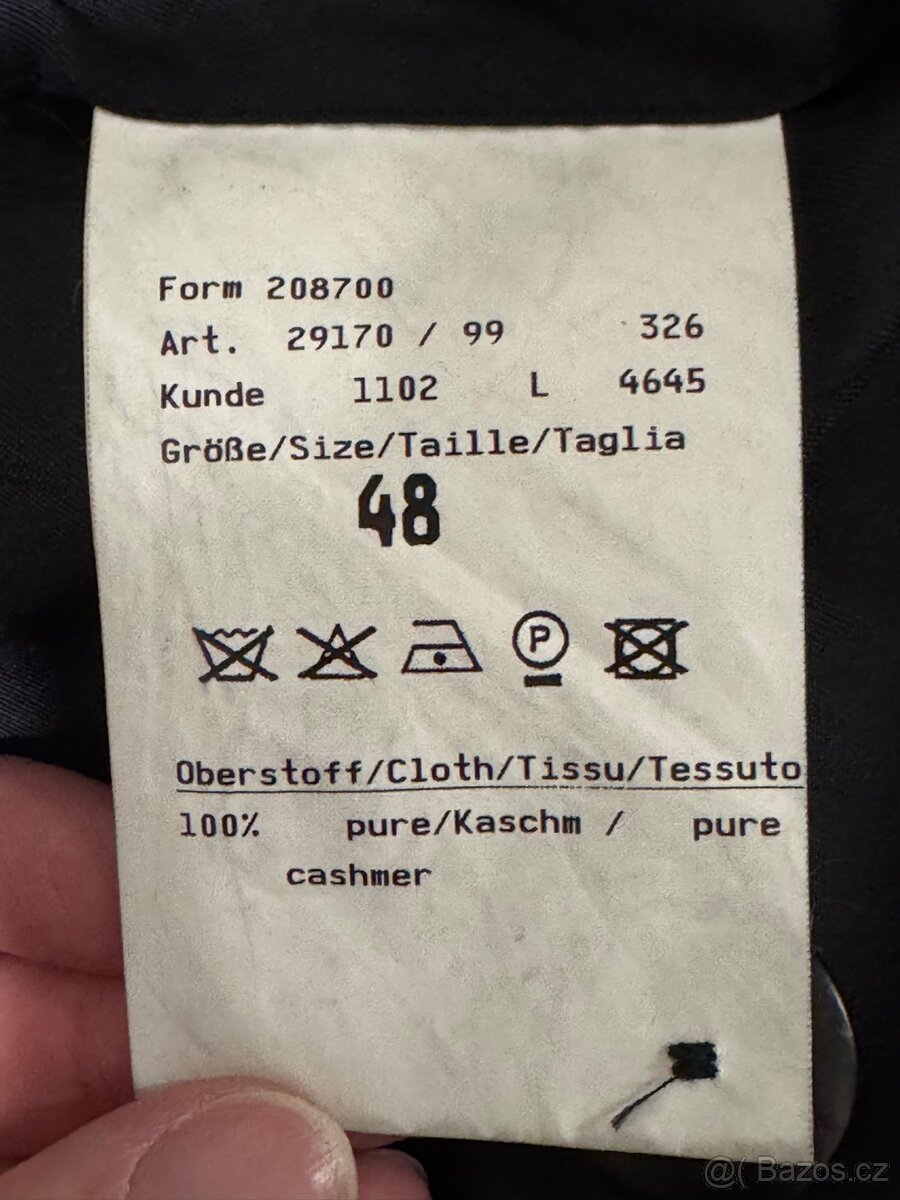 Form 208700
Art. 29170 / 99 326
Kunde 1102 L 4645
Größe/Size/Taille/Taglia
48
P
Oberstoff/Cloth/Tissu/Tessuto
100% pure/Kaschm / pure
cashmer
@( Bazos.cz